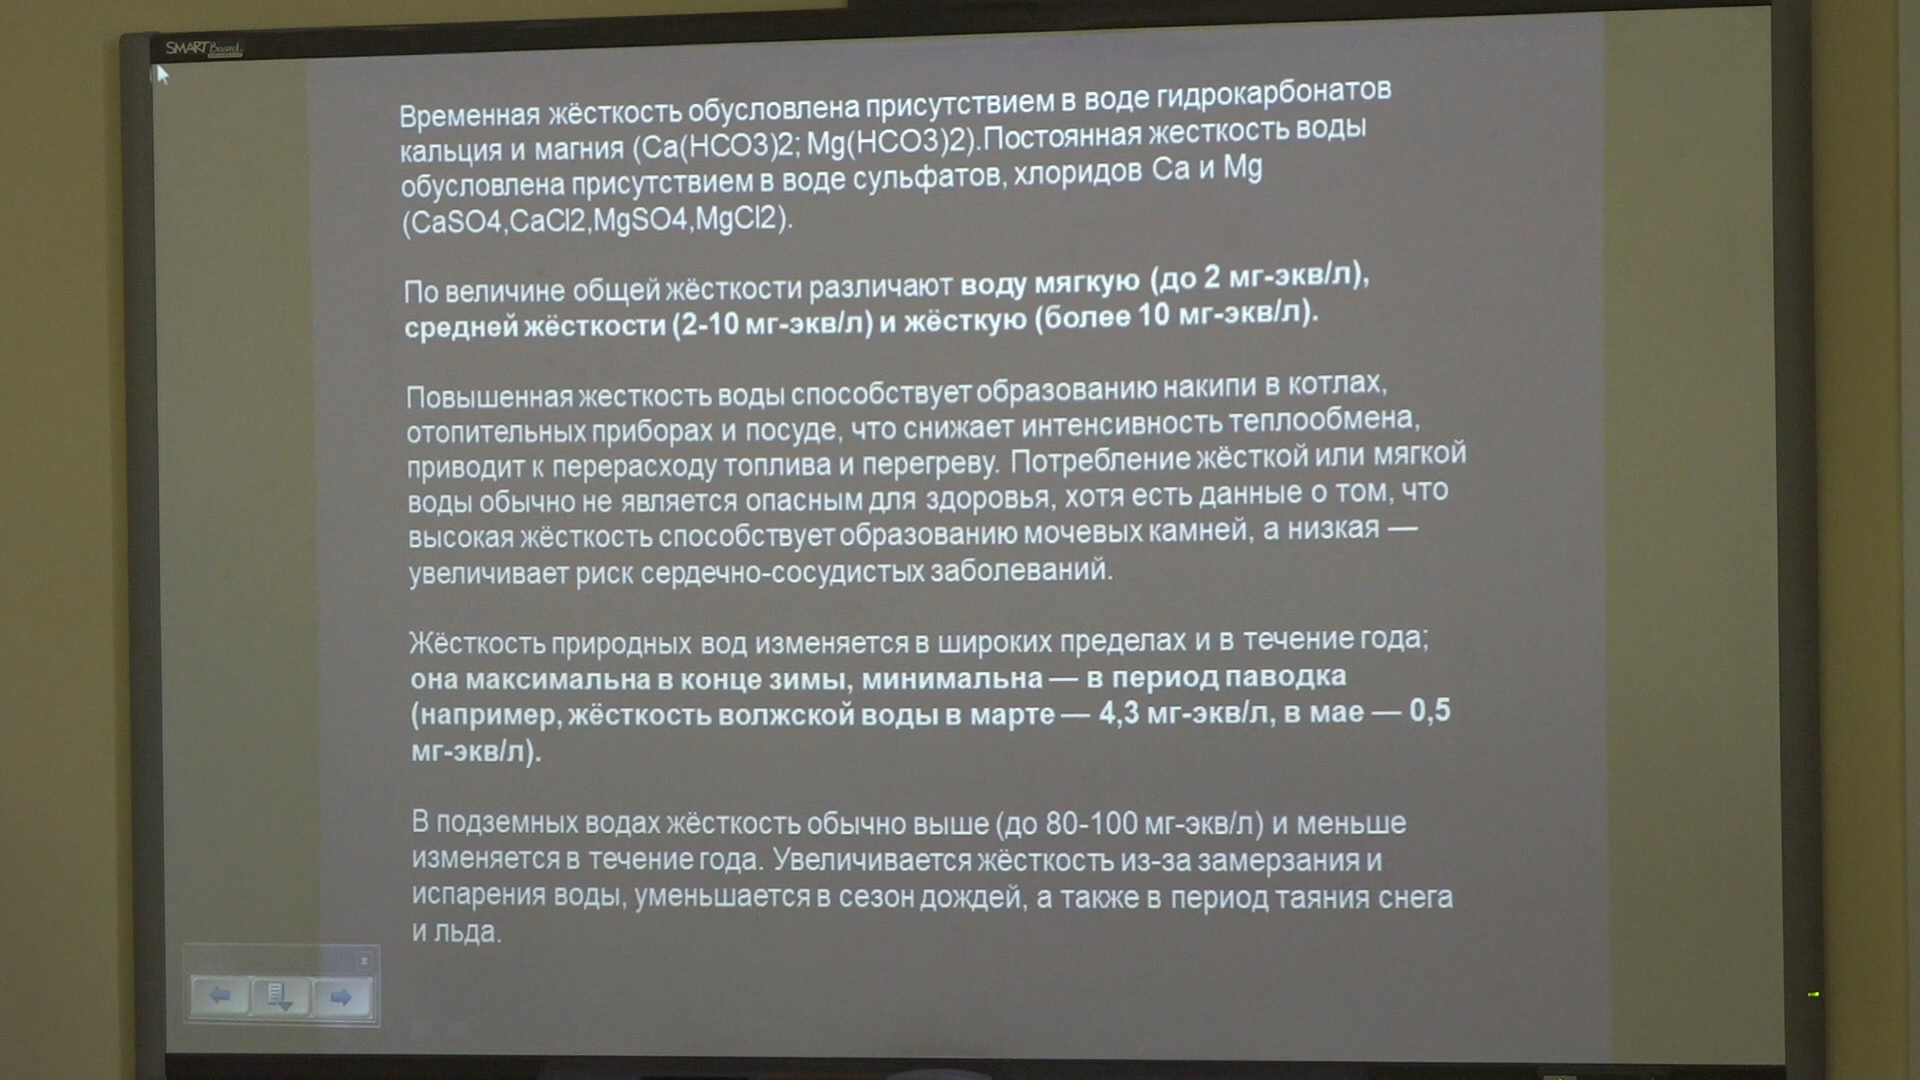 SMART Board
Временная жёсткость обусловлена присутствием в воде гидрокарбонатов
кальция и магния (Ca(HCO3)2; Mg(HCO3)2).Постоянная жесткость воды
обусловлена присутствием в воде сульфатов, хлоридов Ca и Mg
(CaSO4,CaCl2,MgSO4,MgCl2).
По величине общей жёсткости различают воду мягкую (до 2 мг-экв/л),
средней жёсткости (2-10 мг-экв/л) и жёсткую (более 10 мг-экв/л).
Повышенная жесткость воды способствует образованию накипи в котлах,
отопительных приборах и посуде, что снижает интенсивность теплообмена,
приводит к перерасходу топлива и перегреву. Потребление жёсткой или мягкой
воды обычно не является опасным для здоровья, хотя есть данные о том, что
высокая жёсткость способствует образованию мочевых камней, а низкая —
увеличивает риск сердечно-сосудистых заболеваний.
Жёсткость природных вод изменяется в широких пределах и в течение года;
она максимальна в конце зимы, минимальна — в период паводка
(например, жёсткость волжской воды в марте — 4,3 мг-экв/л, в мае — 0,5
мг-экв/л).
В подземных водах жёсткость обычно выше (до 80-100 мг-экв/л) и меньше
изменяется в течение года. Увеличивается жёсткость из-за замерзания и
испарения воды, уменьшается в сезон дождей, а также в период таяния снега
и льда.